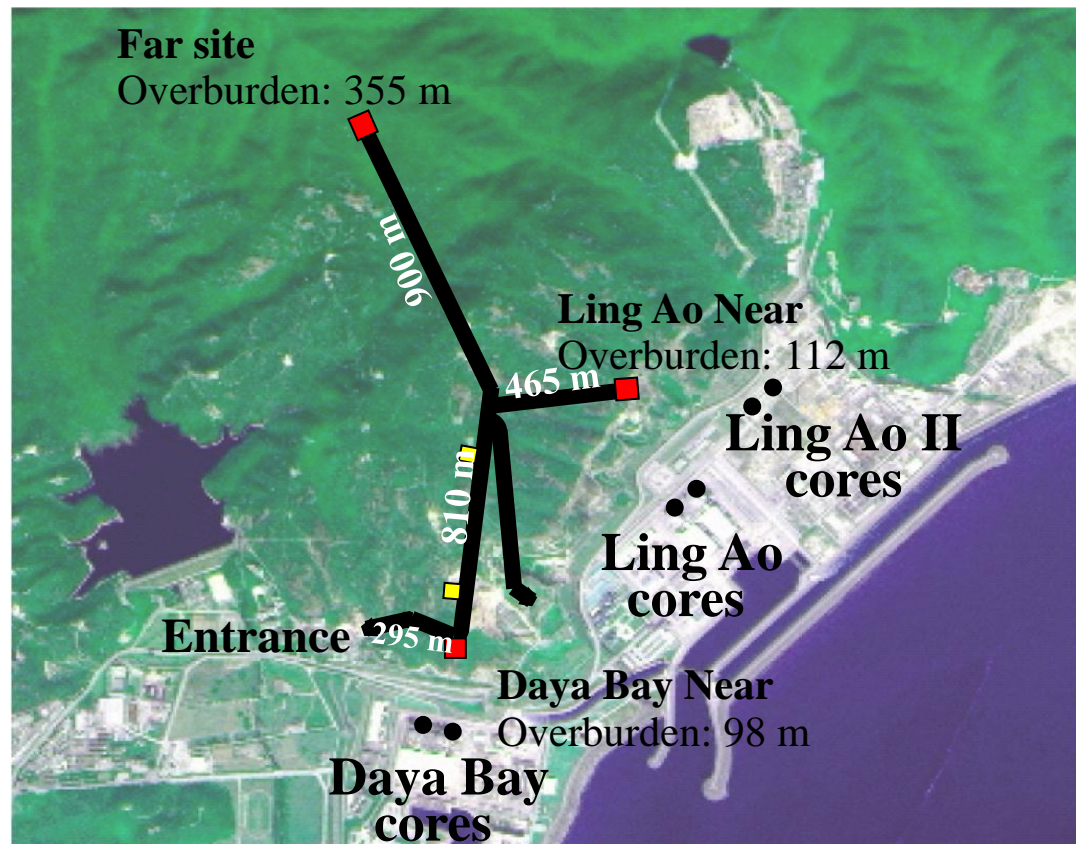 Far site
Overburden: 355 m
900 m
Ling Ao Near
Overburden: 112 m
465 m
Ling Ao II
cores
810 m
Ling Ao
cores
Entrance
295 m
Daya Bay Near
Overburden: 98 m
Daya Bay
cores